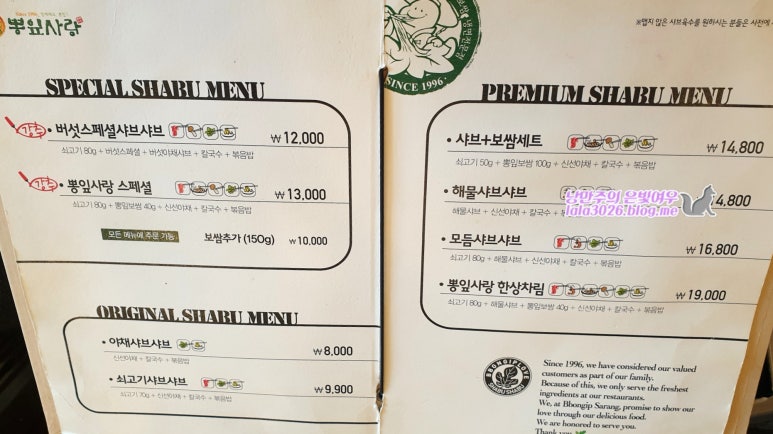 Since 1996,
뽕잎사랑
SPECIAL SHABU MENU
강추 • 버섯스페셜샤브샤브 ₩ 12,000
쇠고기 80g + 버섯스페셜 + 버섯야채샤브 + 칼국수 + 볶음밥
강추 • 뽕잎사랑 스페셜 ₩ 13,000
쇠고기 80g + 뽕잎보쌈 40g + 신선야채 + 칼국수 + 볶음밥
모든 메뉴에 주문 가능 보쌈추가 (150g) ₩ 10,000
ORIGINAL SHABU MENU
• 야채샤브샤브 ₩ 8,000
신선야채 + 칼국수 + 볶음밥
• 쇠고기샤브샤브 ₩ 9,900
쇠고기 70g + 신선야채 + 칼국수 + 볶음밥
SINCE 1996
※맵지 않은 샤브육수를 원하시는 분들은 사전에
PREMIUM SHABU MENU
• 샤브+보쌈세트 ₩ 14,800
쇠고기 50g + 뽕잎보쌈 100g + 신선야채 + 칼국수 + 볶음밥
• 해물샤브샤브 4,800
해물샤브 + 신선야채 + 칼국수 +
낭만주의 은빛여우
lala3026.blog.me
• 모듬샤브샤브 ₩ 16,800
쇠고기 80g + 해물샤브 + 신선야채 + 칼국수 + 볶음밥
• 뽕잎사랑 한상차림 ₩ 19,000
쇠고기 80g + 해물샤브 + 뽕잎보쌈 40g + 신선야채 + 칼국수 + 볶음밥
BBONGIP LOVE
SHABU SHABU
Since 1996, we have considered our valued
customers as part of our family.
Because of this, we only serve the freshest
ingredients at our restaurants.
We, at Bbongip Sarang, promise to show our
love through our delicious food.
We are honored to serve you.
Thank you